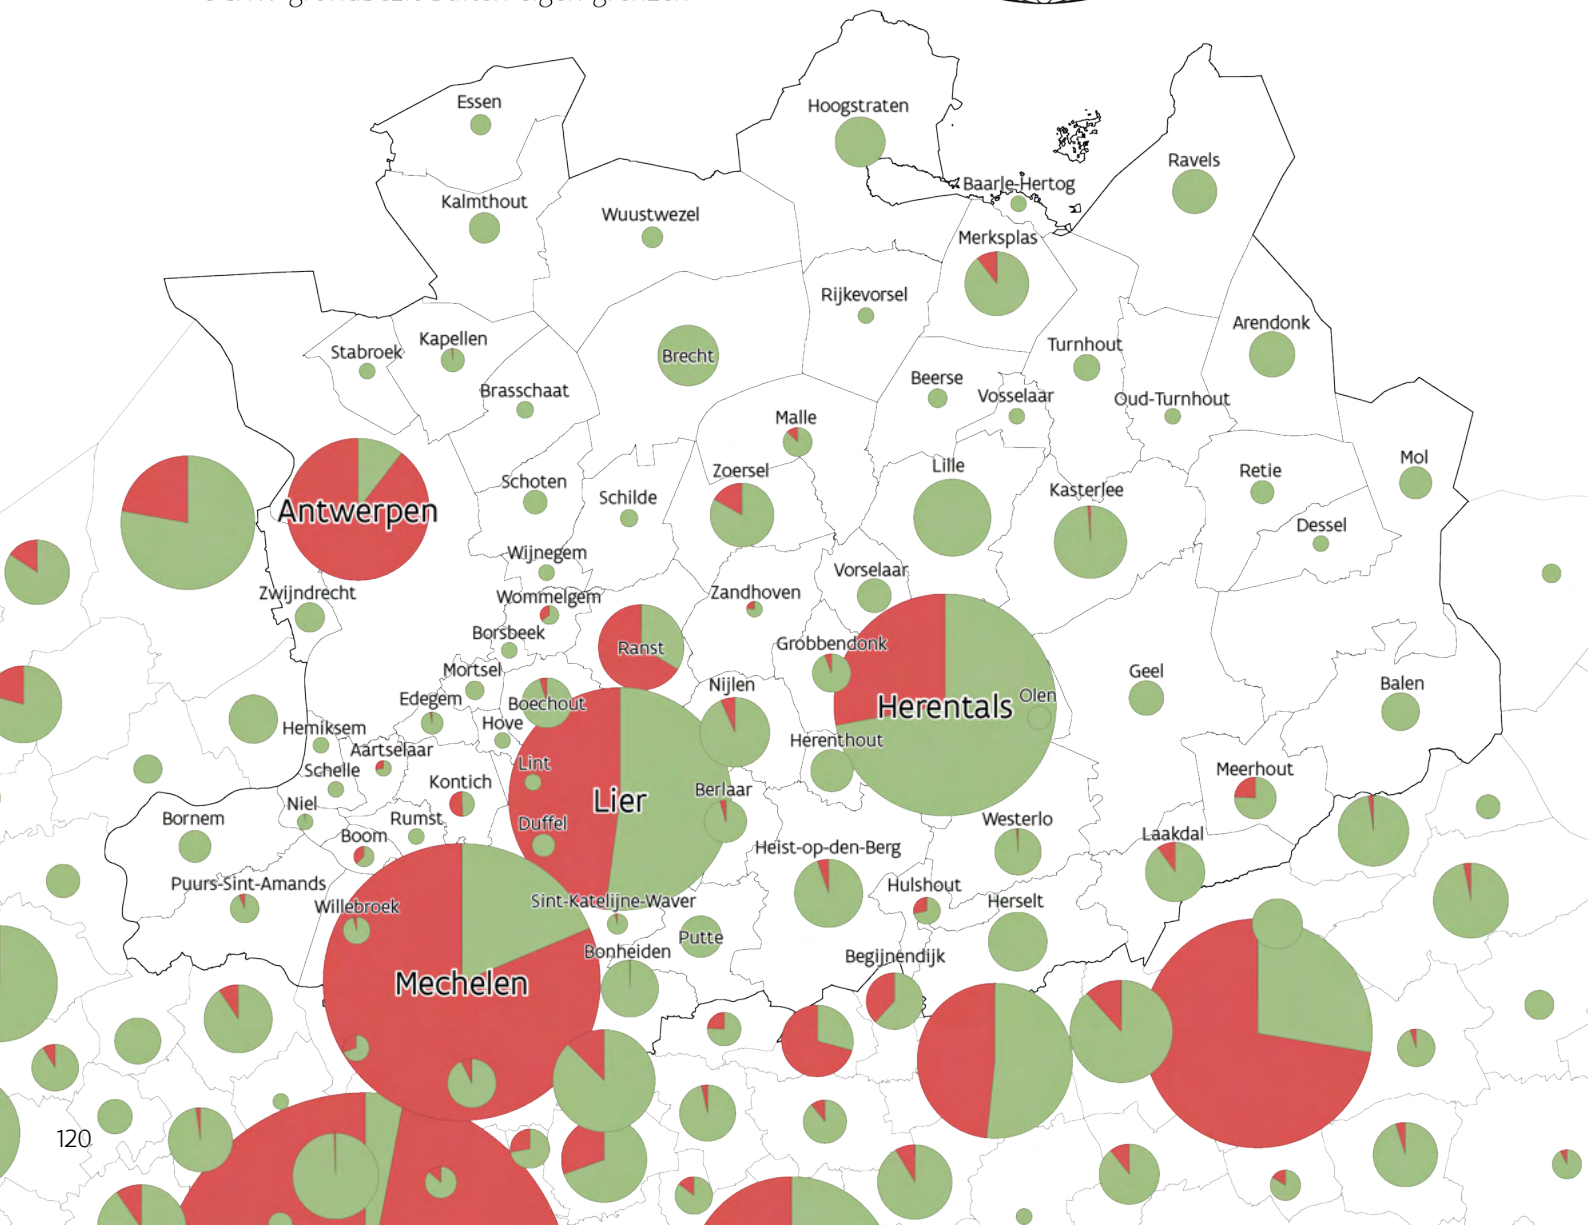 Essen
Hoogstraten
Ravels
Baarle-Hertog
Kalmthout
Wuustwezel
Merksplas
Rijkevorsel
Arendonk
Kapellen
Stabroek
Turnhout
Brecht
Beerse
Brasschaat
Vosselaar
Oud-Turnhout
Malle
Mol
Lille
Zoersel
Retie
Schoten
Kasterlee
Schilde
Antwerpen
Dessel
Wijnegem
Vorselaar
Zwijndrecht
Zandhoven
Wommelgem
Borsbeek
Grobbendonk
Ranst
Mortsel
Geel
Balen
Nijlen
Olen
Edegem
Boechout
Herentals
Hove
Hemiksem
Herenthout
Aartselaar
Lint
Schelle
Meerhout
Kontich
Berlaar
Lier
Niel
Bornem
Rumst
Westerlo
Duffel
Boom
Laakdal
Heist-op-den-Berg
Puurs-Sint-Amands
Hulshout
Sint-Katelijne-Waver
Herselt
Willebroek
Putte
Bonheiden
Begijnendijk
Mechelen
120